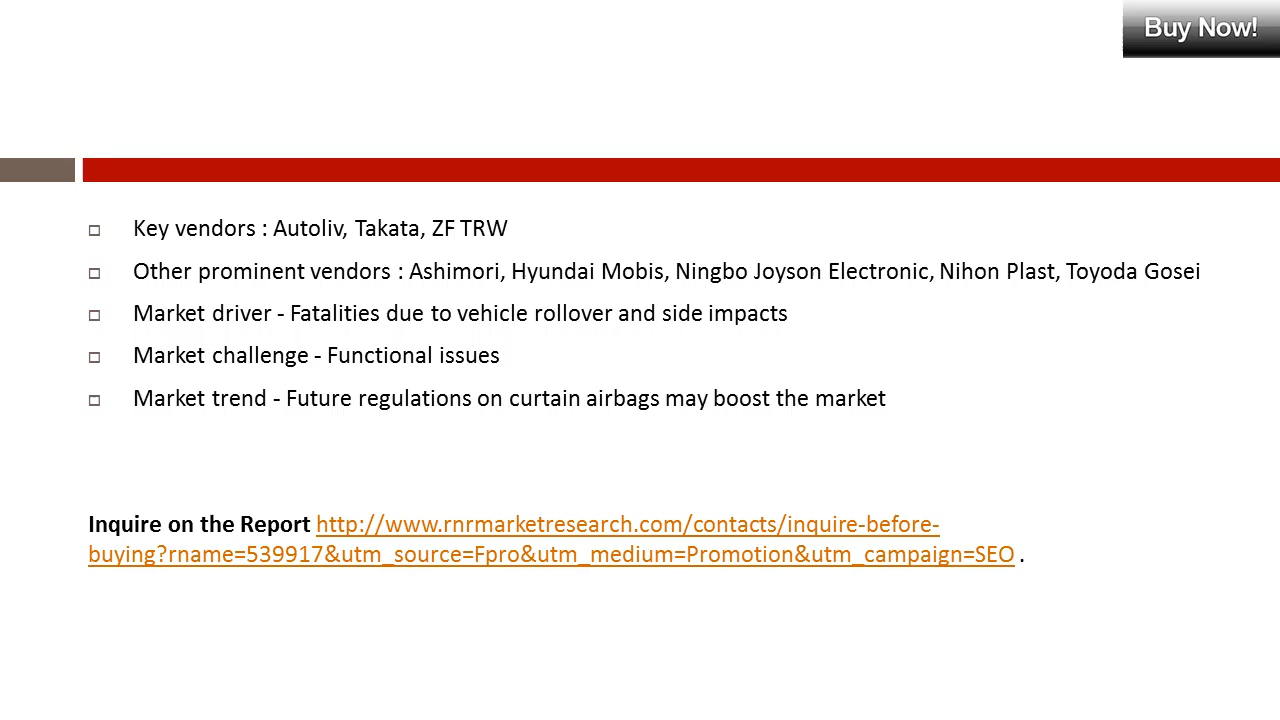 Buy Now!
Key vendors : Autoliv, Takata, ZF TRW
Other prominent vendors : Ashimori, Hyundai Mobis, Ningbo Joyson Electronic, Nihon Plast, Toyoda Gosei
Market driver - Fatalities due to vehicle rollover and side impacts
Market challenge - Functional issues
Market trend - Future regulations on curtain airbags may boost the market
Inquire on the Report http://www.rnrmarketresearch.com/contacts/inquire-before-
buying?rname=539917&utm_source=Fpro&utm_medium=Promotion&utm_campaign=SEO .